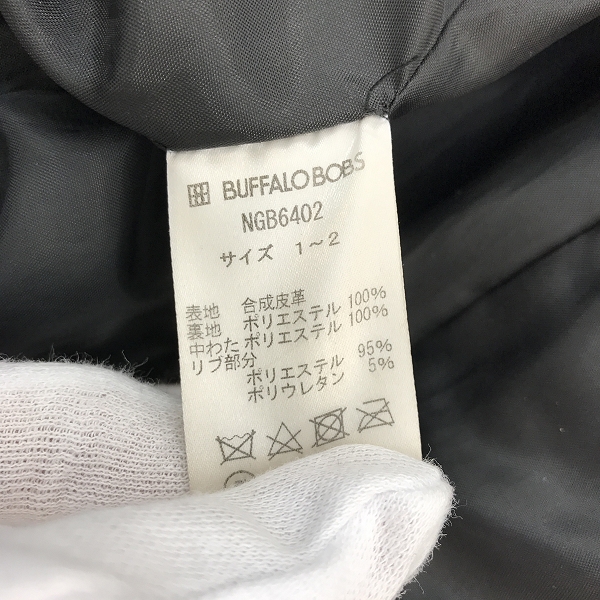 BUFFALO BOBS
NGB6402
サイズ 1～2
表地 合成皮革
裏地 ポリエステル 100%
中わた ポリエステル 100%
リブ部分
ポリエステル 95%
ポリウレタン 5%